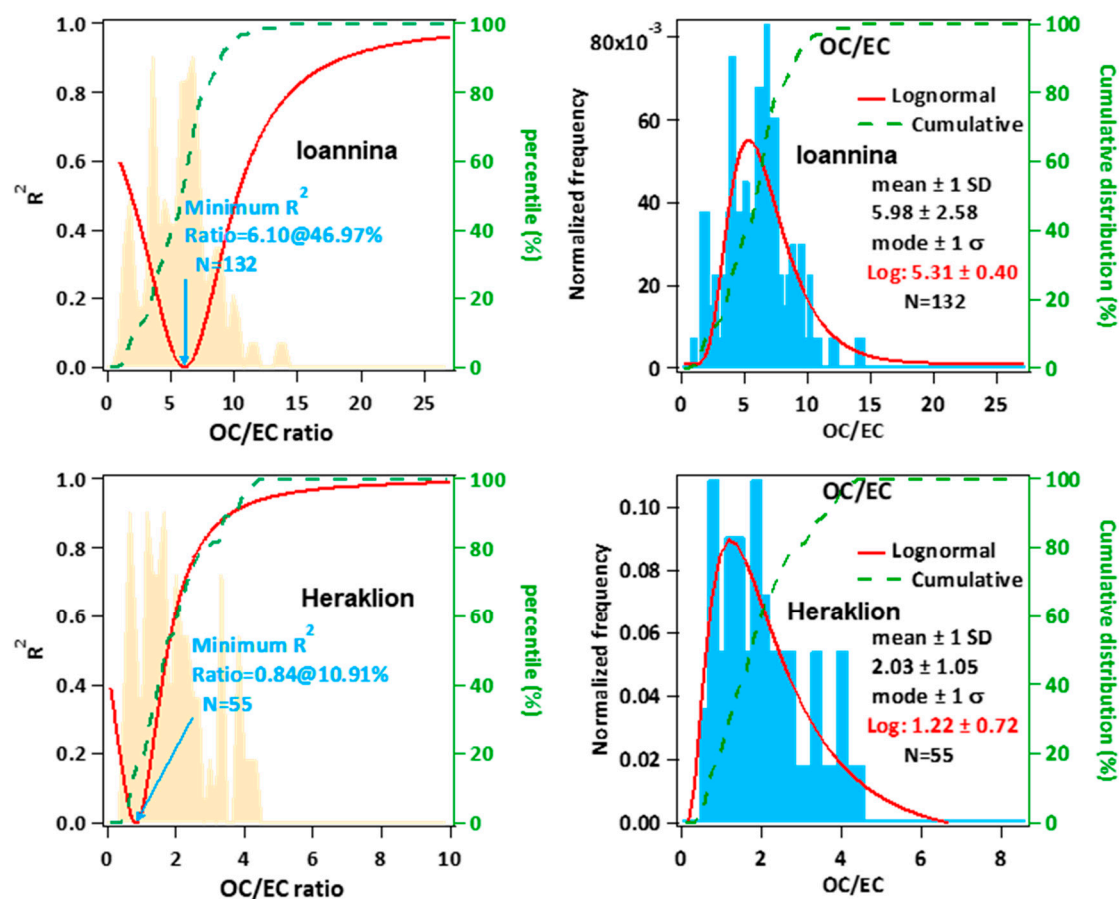 1.0
0.8
0.6
0.4
0.2
0.0
R²
100
80
60
40
20
0
percentile (%)
Ioannina
Minimum R²
Ratio=6.10@46.97%
N=132
0 5 10 15 20 25
OC/EC ratio
80x10⁻³
60
40
20
0
Normalized frequency
100
80
60
40
20
0
Cumulative distribution (%)
OC/EC
Lognormal
Cumulative
Ioannina
mean ± 1 SD
5.98 ± 2.58
mode ± 1 σ
Log: 5.31 ± 0.40
N=132
0 5 10 15 20 25
OC/EC
1.0
0.8
0.6
0.4
0.2
0.0
R²
100
80
60
40
20
0
percentile (%)
Heraklion
Minimum R²
Ratio=0.84@10.91%
N=55
0 2 4 6 8 10
OC/EC ratio
0.10
0.08
0.06
0.04
0.02
0.00
Normalized frequency
100
80
60
40
20
0
Cumulative distribution (%)
OC/EC
Lognormal
Cumulative
Heraklion
mean ± 1 SD
2.03 ± 1.05
mode ± 1 σ
Log: 1.22 ± 0.72
N=55
0 2 4 6 8
OC/EC